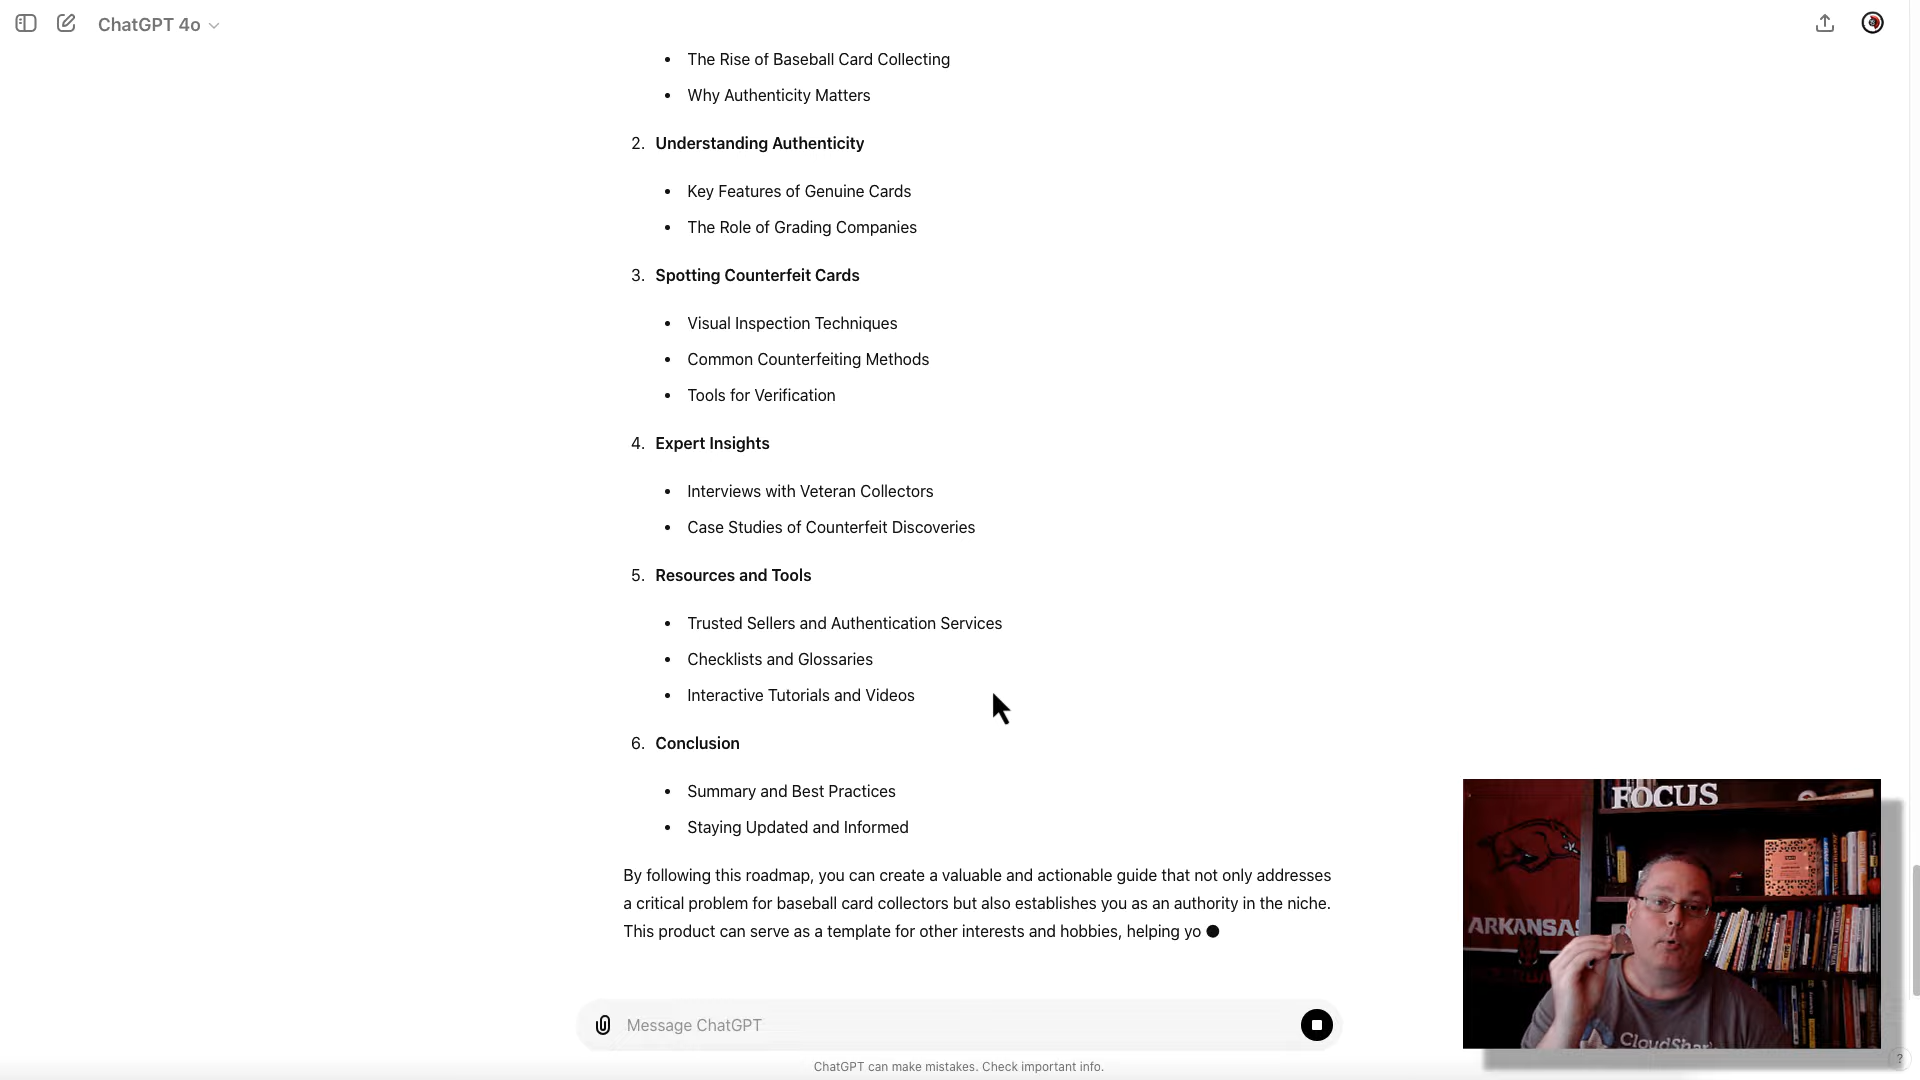 ChatGPT 4o
• The Rise of Baseball Card Collecting
• Why Authenticity Matters
2. Understanding Authenticity
• Key Features of Genuine Cards
• The Role of Grading Companies
3. Spotting Counterfeit Cards
• Visual Inspection Techniques
• Common Counterfeiting Methods
• Tools for Verification
4. Expert Insights
• Interviews with Veteran Collectors
• Case Studies of Counterfeit Discoveries
5. Resources and Tools
• Trusted Sellers and Authentication Services
• Checklists and Glossaries
• Interactive Tutorials and Videos
6. Conclusion
• Summary and Best Practices
• Staying Updated and Informed
By following this roadmap, you can create a valuable and actionable guide that not only addresses
a critical problem for baseball card collectors but also establishes you as an authority in the niche.
This product can serve as a template for other interests and hobbies, helping yo
Message ChatGPT
ChatGPT can make mistakes. Check important info.
?
FOCUS
ARKANSAS
CloudShar